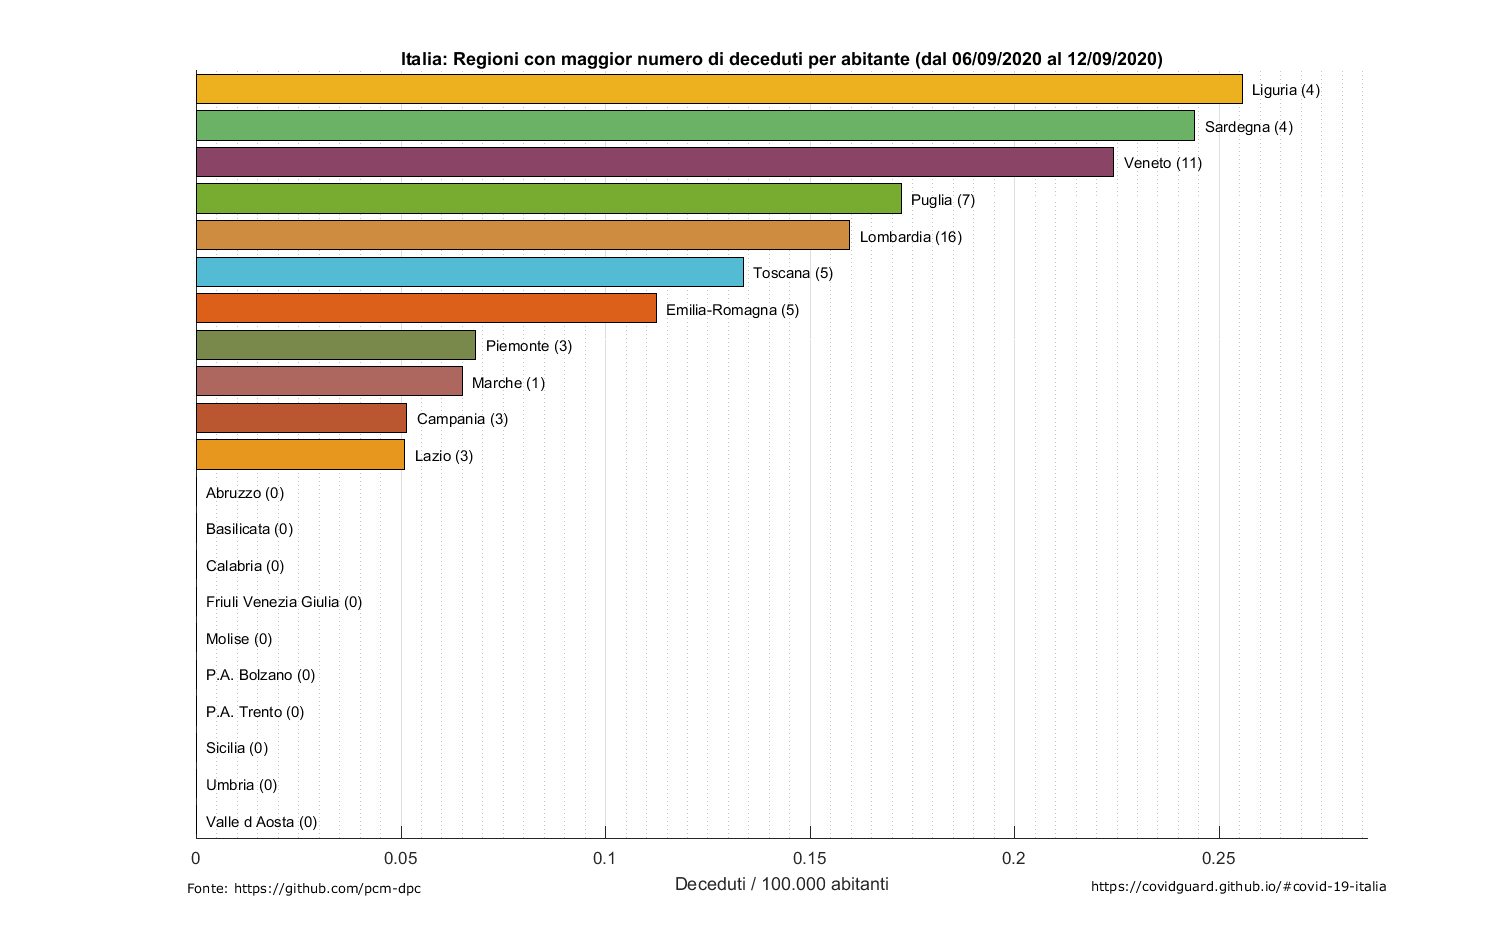 Italia: Regioni con maggior numero di deceduti per abitante (dal 06/09/2020 al 12/09/2020)
Liguria (4)
Sardegna (4)
Veneto (11)
Puglia (7)
Lombardia (16)
Toscana (5)
Emilia-Romagna (5)
Piemonte (3)
Marche (1)
Campania (3)
Lazio (3)
Abruzzo (0)
Basilicata (0)
Calabria (0)
Friuli Venezia Giulia (0)
Molise (0)
P.A. Bolzano (0)
P.A. Trento (0)
Sicilia (0)
Umbria (0)
Valle d Aosta (0)
0 0.05 0.1 0.15 0.2 0.25
Deceduti / 100.000 abitanti
Fonte: https://github.com/pcm-dpc
https://covidguard.github.io/#covid-19-italia